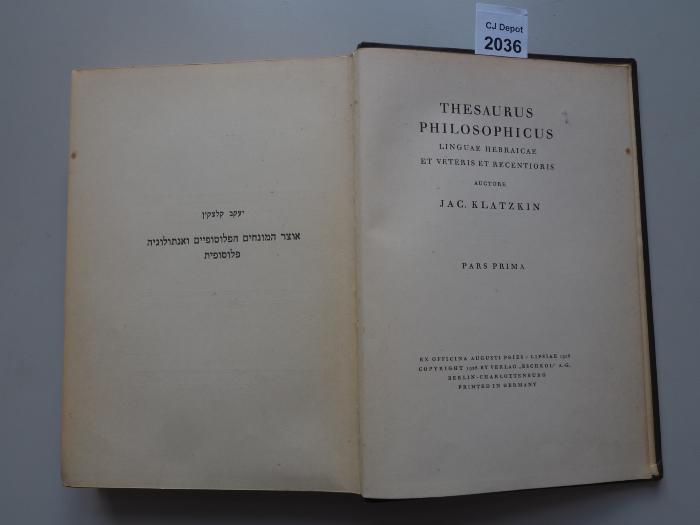 CJ Depot
2036
יעקב קלצקין
אוצר המונחים הפלוסופיים ואנתולוגיה
פלוסופית
THESAURUS
PHILOSOPHICUS
LINGUAE HEBRAICAE
ET VETERIS ET RECENTIORIS
AUCTORE
JAC. KLATZKIN
PARS PRIMA
EX OFFICINA AUGUSTI PRIES · LIPSIAE 1928
COPYRIGHT 1928 BY VERLAG „ESCHKOL" A.G.
BERLIN-CHARLOTTENBURG
PRINTED IN GERMANY